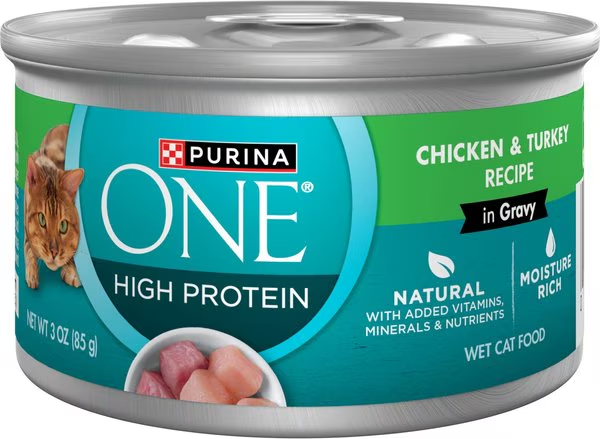 PURINA
ONE®
HIGH PROTEIN
NET WT 3 OZ (85 g)
CHICKEN & TURKEY
RECIPE
in Gravy
NATURAL
WITH ADDED VITAMINS,
MINERALS & NUTRIENTS
MOISTURE
RICH
WET CAT FOOD